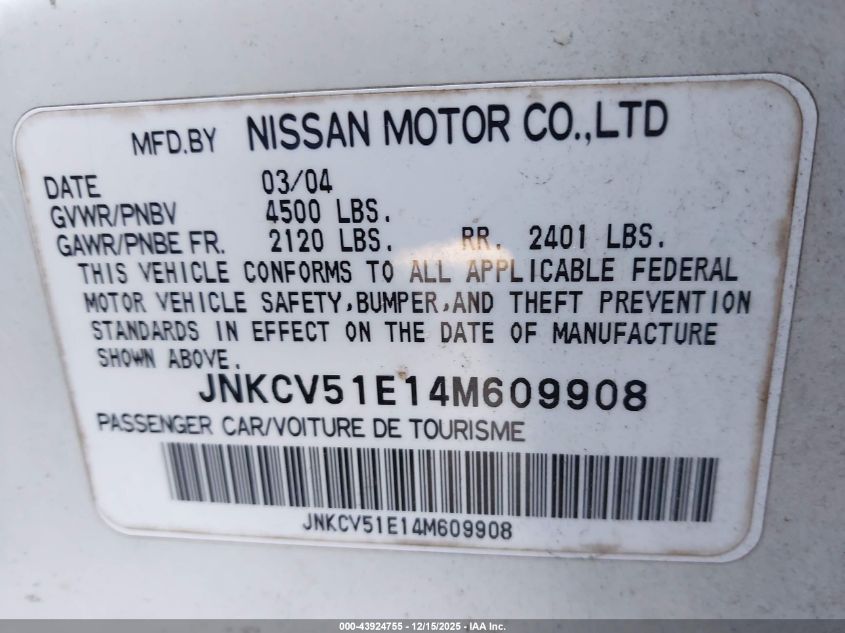 MFD.BY NISSAN MOTOR CO.,LTD
DATE 03/04
GVWR/PNBV 4500 LBS.
GAWR/PNBE FR. 2120 LBS. RR. 2401 LBS.
THIS VEHICLE CONFORMS TO ALL APPLICABLE FEDERAL
MOTOR VEHICLE SAFETY,BUMPER,AND THEFT PREVENTION
STANDARDS IN EFFECT ON THE DATE OF MANUFACTURE
SHOWN ABOVE.
JNKCV51E14M609908
PASSENGER CAR/VOITURE DE TOURISME
JNKCV51E14M609908
000-43924755 - 12/15/2025 - IAA Inc.